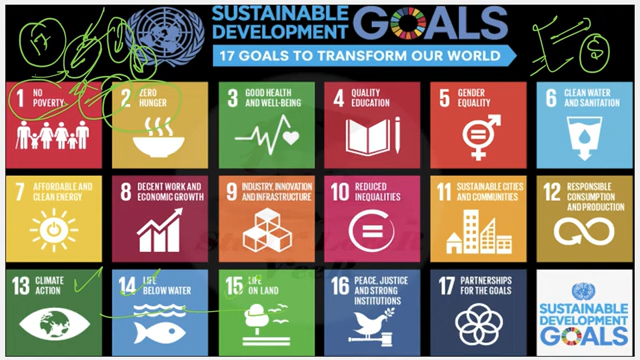 SUSTAINABLE
DEVELOPMENT GOALS
17 GOALS TO TRANSFORM OUR WORLD
17
1 NO
POVERTY
2 ZERO
HUNGER
3 GOOD HEALTH
AND WELL-BEING
4 QUALITY
EDUCATION
5 GENDER
EQUALITY
6 CLEAN WATER
AND SANITATION
7 AFFORDABLE AND
CLEAN ENERGY
8 DECENT WORK AND
ECONOMIC GROWTH
9 INDUSTRY, INNOVATION
AND INFRASTRUCTURE
10 REDUCED
INEQUALITIES
11 SUSTAINABLE CITIES
AND COMMUNITIES
12 RESPONSIBLE
CONSUMPTION
AND PRODUCTION
13 CLIMATE
ACTION
14 LIFE
BELOW WATER
15 LIFE
ON LAND
16 PEACE, JUSTICE
AND STRONG
INSTITUTIONS
17 PARTNERSHIPS
FOR THE GOALS
SUSTAINABLE
DEVELOPMENT
GOALS